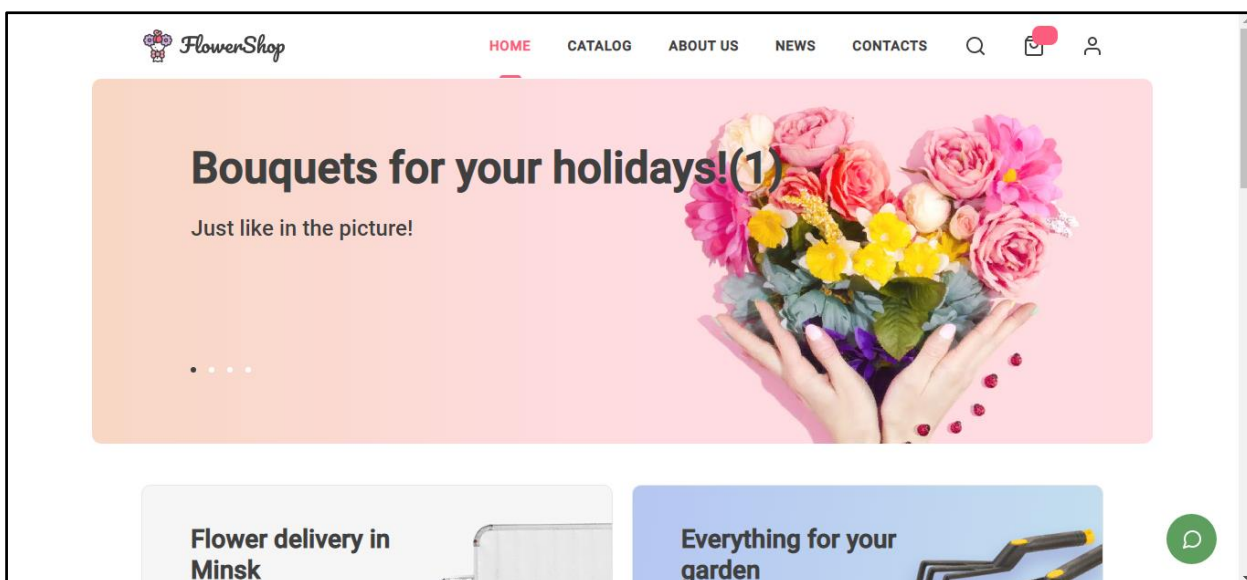 FlowerShop
HOME CATALOG ABOUT US NEWS CONTACTS
Bouquets for your holidays!(1)
Just like in the picture!
Flower delivery in
Minsk
Everything for your
garden